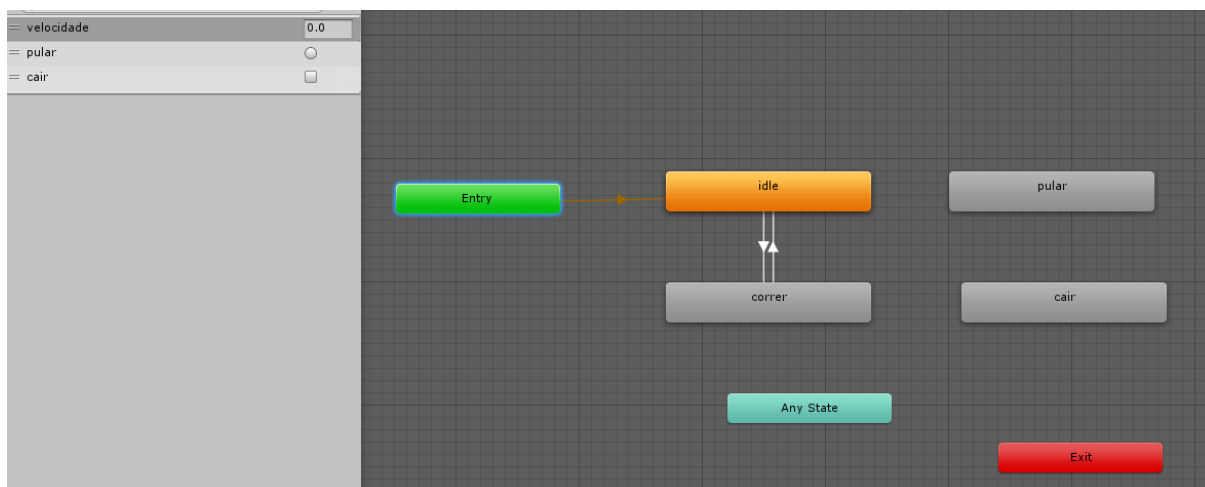 velocidade 0.0
pular
cair
Entry
idle
pular
correr
cair
Any State
Exit